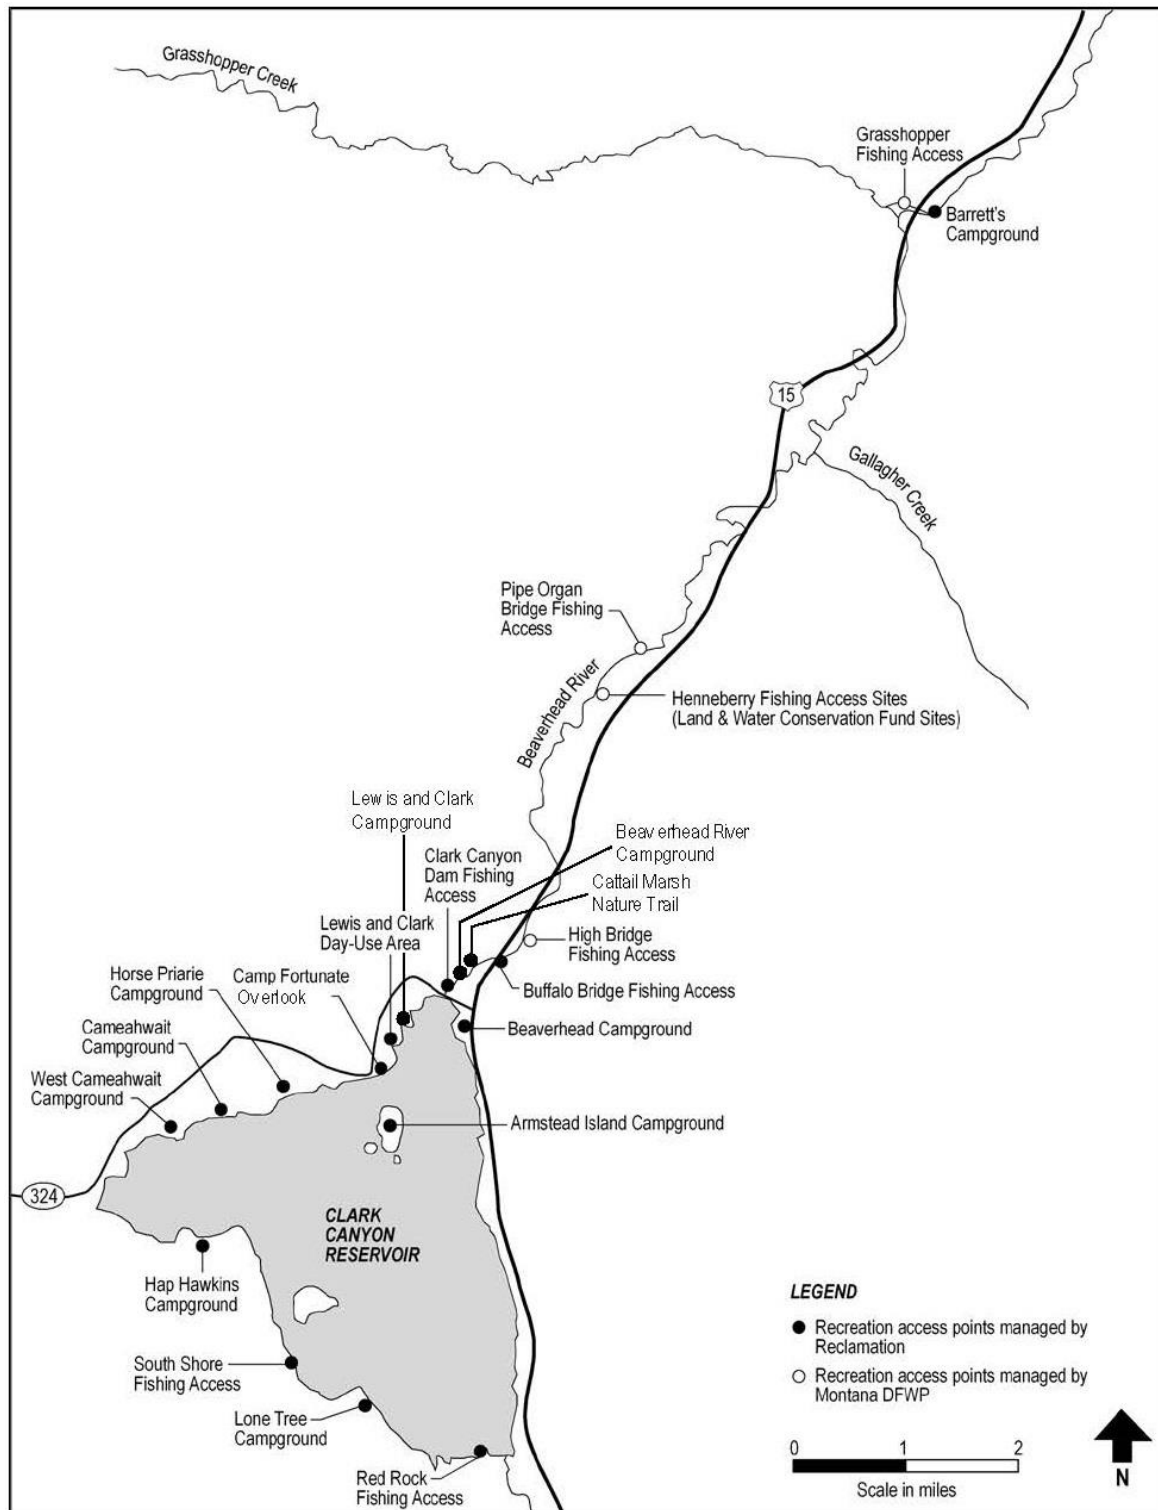 Grasshopper Creek
Grasshopper
Fishing Access
Barrett's
Campground
15
Gallagher Creek
Pipe Organ
Bridge Fishing
Access
Beaverhead River
Henneberry Fishing Access Sites
(Land & Water Conservation Fund Sites)
Lewis and Clark
Campground
Beaverhead River
Campground
Clark Canyon
Dam Fishing
Access
Cattail Marsh
Nature Trail
Lewis and Clark
Day-Use Area
High Bridge
Fishing Access
Horse Priarie
Campground
Camp Fortunate
Overlook
Buffalo Bridge Fishing Access
Cameahwait
Campground
Beaverhead Campground
West Cameahwait
Campground
Armstead Island Campground
324
CLARK
CANYON
RESERVOIR
Hap Hawkins
Campground
South Shore
Fishing Access
Lone Tree
Campground
Red Rock
Fishing Access
LEGEND
Recreation access points managed by
Reclamation
Recreation access points managed by
Montana DFWP
0 1 2
Scale in miles
N